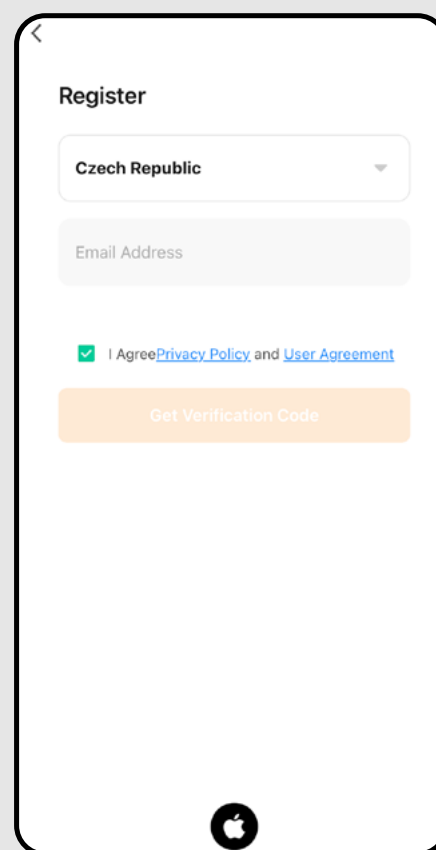 Register
Czech Republic
Email Address
I AgreePrivacy Policy and User Agreement
Get Verification Code